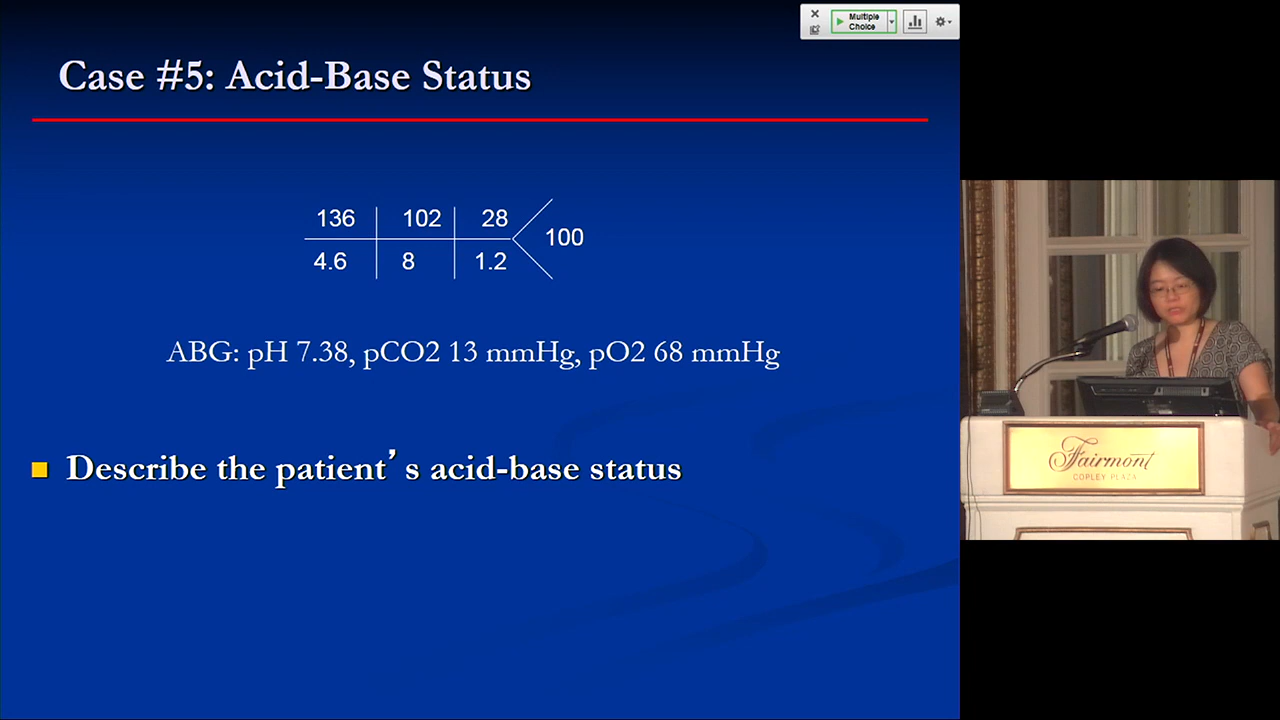 Multiple
Choice
Case #5: Acid-Base Status
136 102 28
100
4.6 8 1.2
ABG: pH 7.38, pCO2 13 mmHg, pO2 68 mmHg
Describe the patient’s acid-base status
Fairmont
COPLEY PLAZA